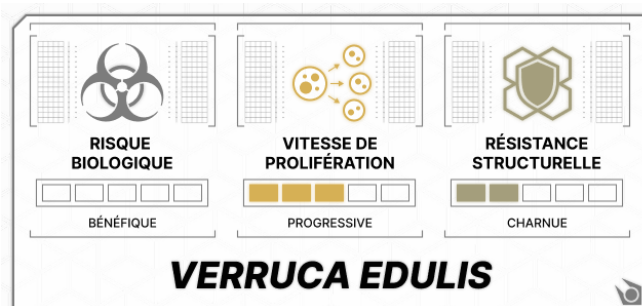 RISQUE
BIOLOGIQUE
BÉNÉFIQUE
VITESSE DE
PROLIFÉRATION
PROGRESSIVE
RÉSISTANCE
STRUCTURELLE
CHARNUE
VERRUCA EDULIS